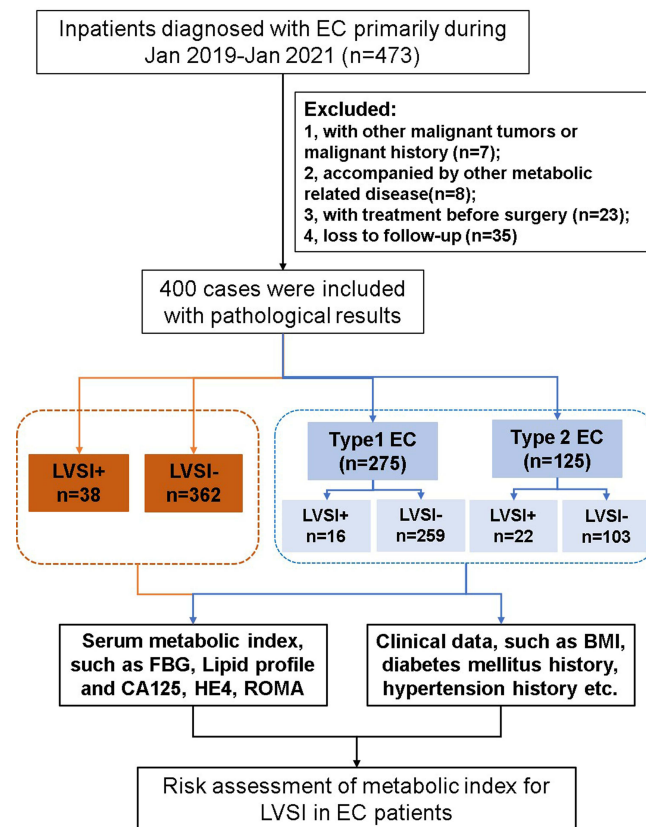 Inpatients diagnosed with EC primarily during
Jan 2019-Jan 2021 (n=473)
Excluded:
1, with other malignant tumors or
malignant history (n=7);
2, accompanied by other metabolic
related disease(n=8);
3, with treatment before surgery (n=23);
4, loss to follow-up (n=35)
400 cases were included
with pathological results
LVSI+
n=38
LVSI-
n=362
Type1 EC
(n=275)
Type 2 EC
(n=125)
LVSI+
n=16
LVSI-
n=259
LVSI+
n=22
LVSI-
n=103
Serum metabolic index,
such as FBG, Lipid profile
and CA125, HE4, ROMA
Clinical data, such as BMI,
diabetes mellitus history,
hypertension history etc.
Risk assessment of metabolic index for
LVSI in EC patients